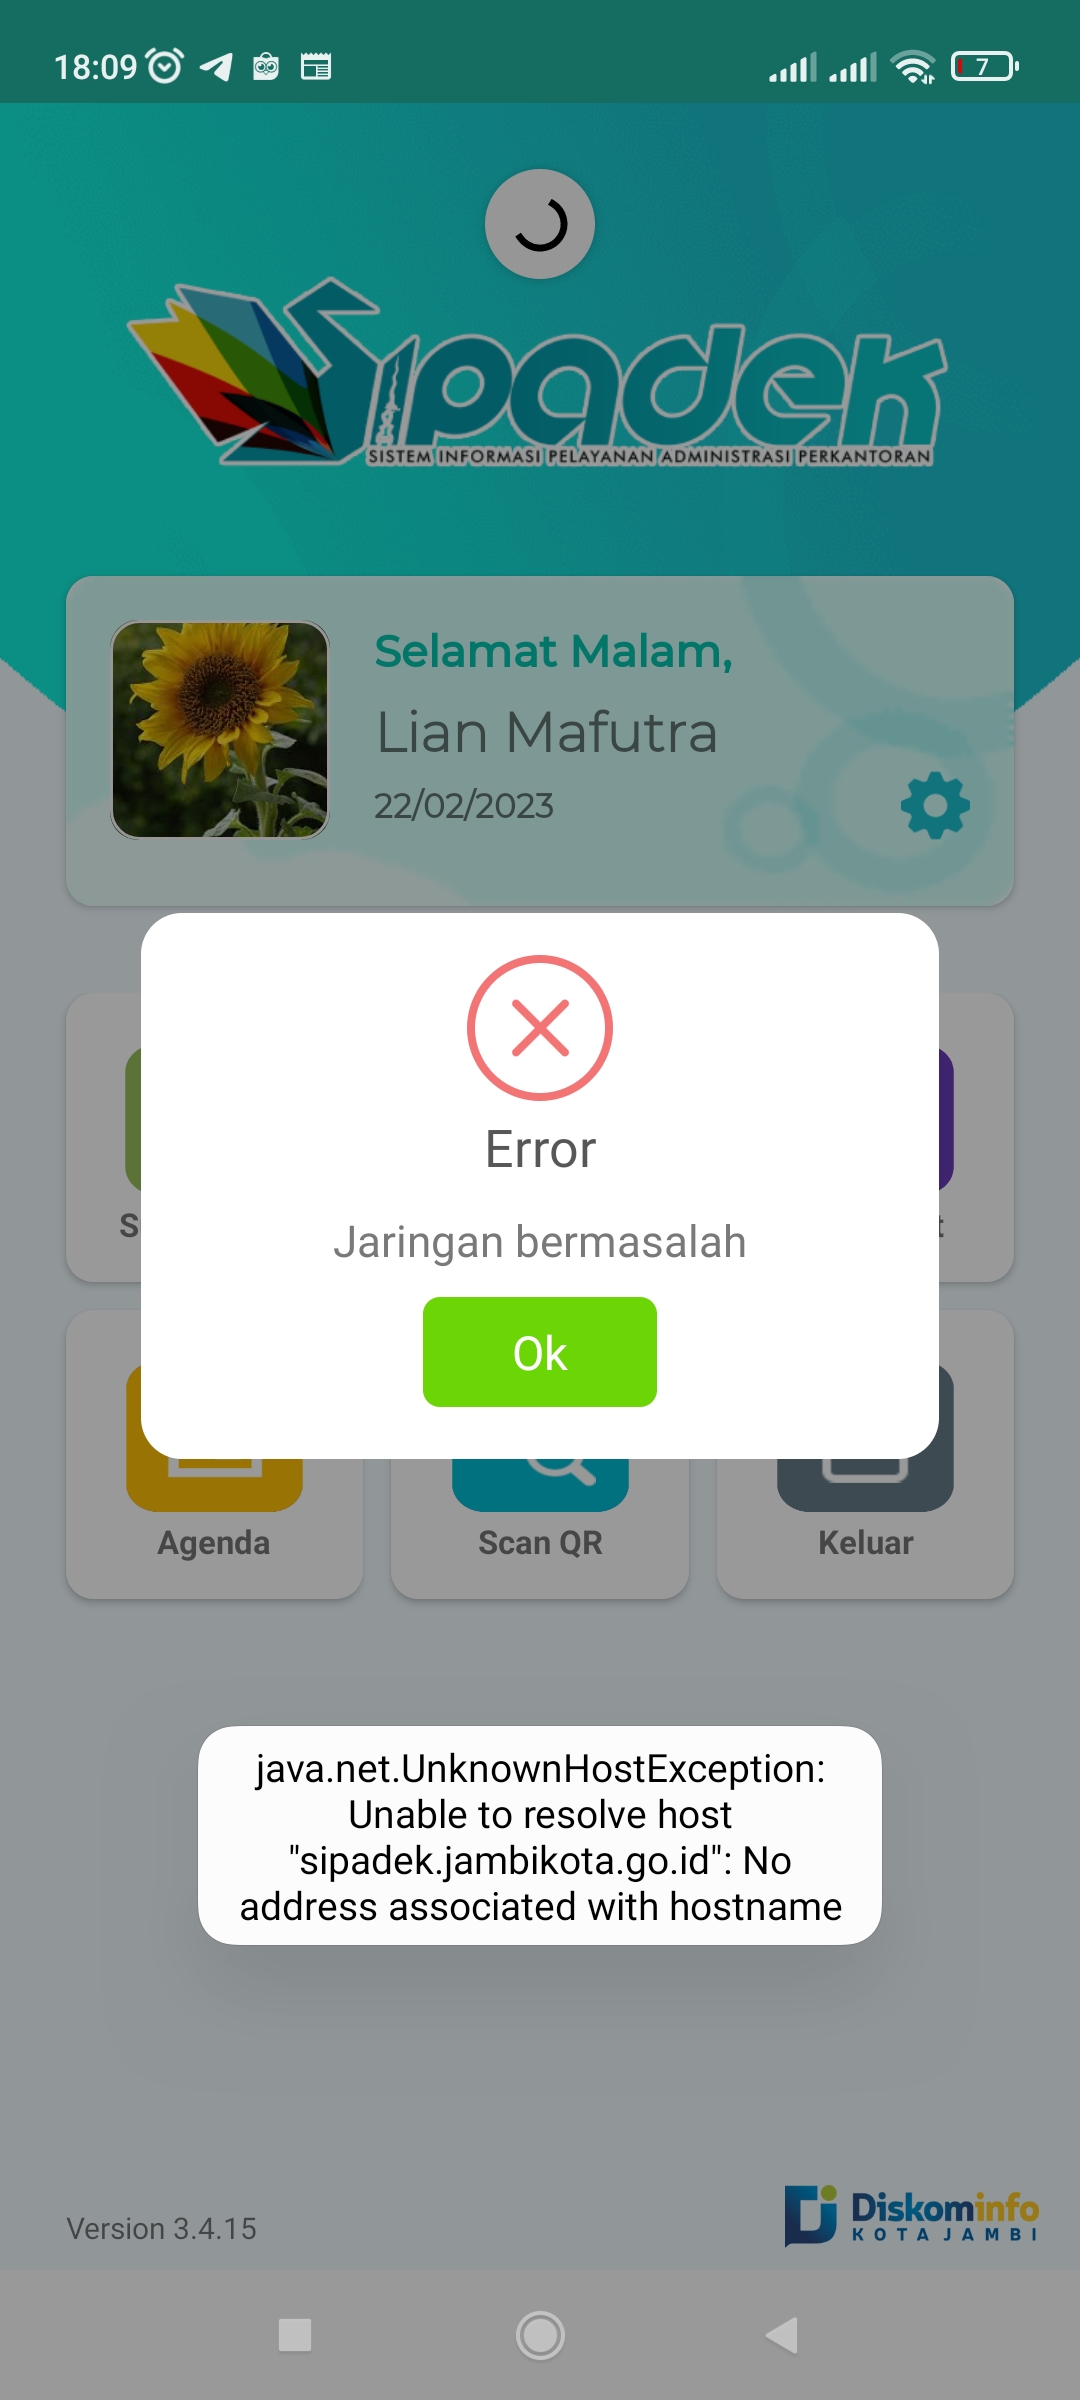 18:09
7
Sipadek
SISTEM INFORMASI PELAYANAN ADMINISTRASI PERKANTORAN
Selamat Malam,
Lian Mafutra
22/02/2023
Error
Jaringan bermasalah
Ok
Agenda
Scan QR
Keluar
java.net.UnknownHostException:
Unable to resolve host
"sipadek.jambikota.go.id": No
address associated with hostname
Version 3.4.15
Diskominfo
KOTA JAMBI